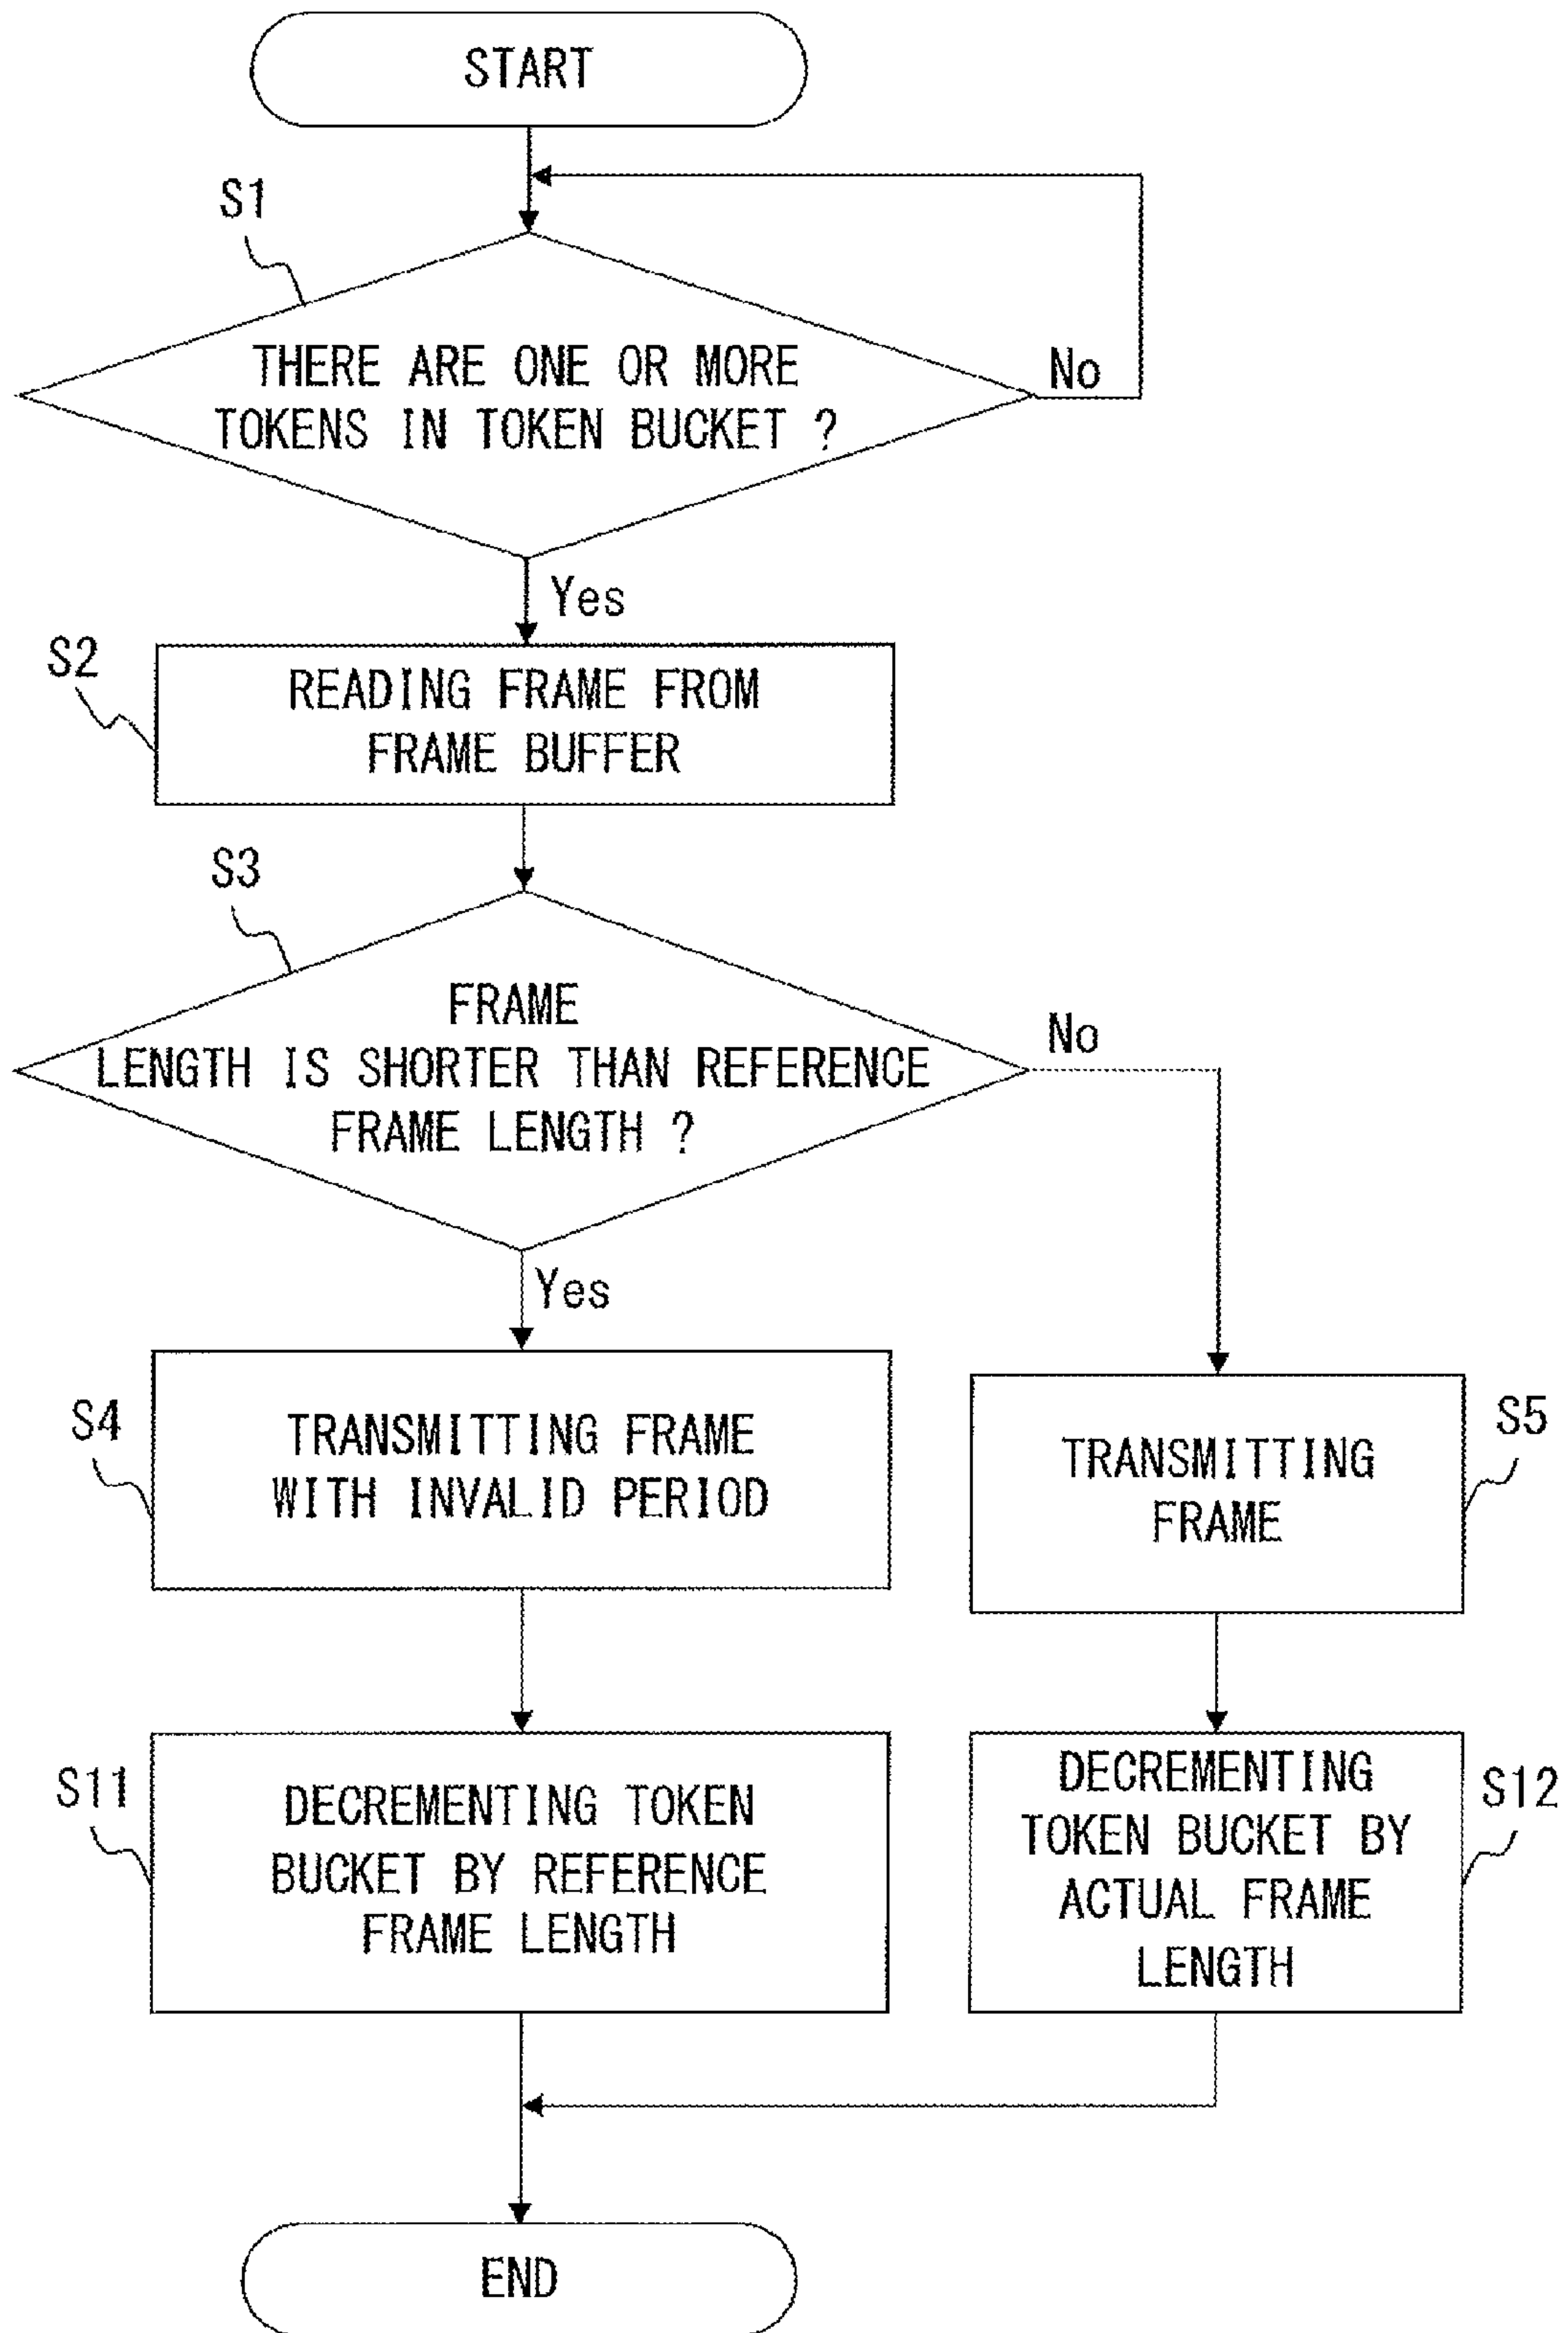 START
S1
THERE ARE ONE OR MORE
TOKENS IN TOKEN BUCKET ?
No
Yes
S2
READING FRAME FROM
FRAME BUFFER
S3
FRAME
LENGTH IS SHORTER THAN REFERENCE
FRAME LENGTH ?
No
Yes
S4
TRANSMITTING FRAME
WITH INVALID PERIOD
S5
TRANSMITTING
FRAME
S11
DECREMENTING TOKEN
BUCKET BY REFERENCE
FRAME LENGTH
S12
DECREMENTING
TOKEN BUCKET BY
ACTUAL FRAME
LENGTH
END